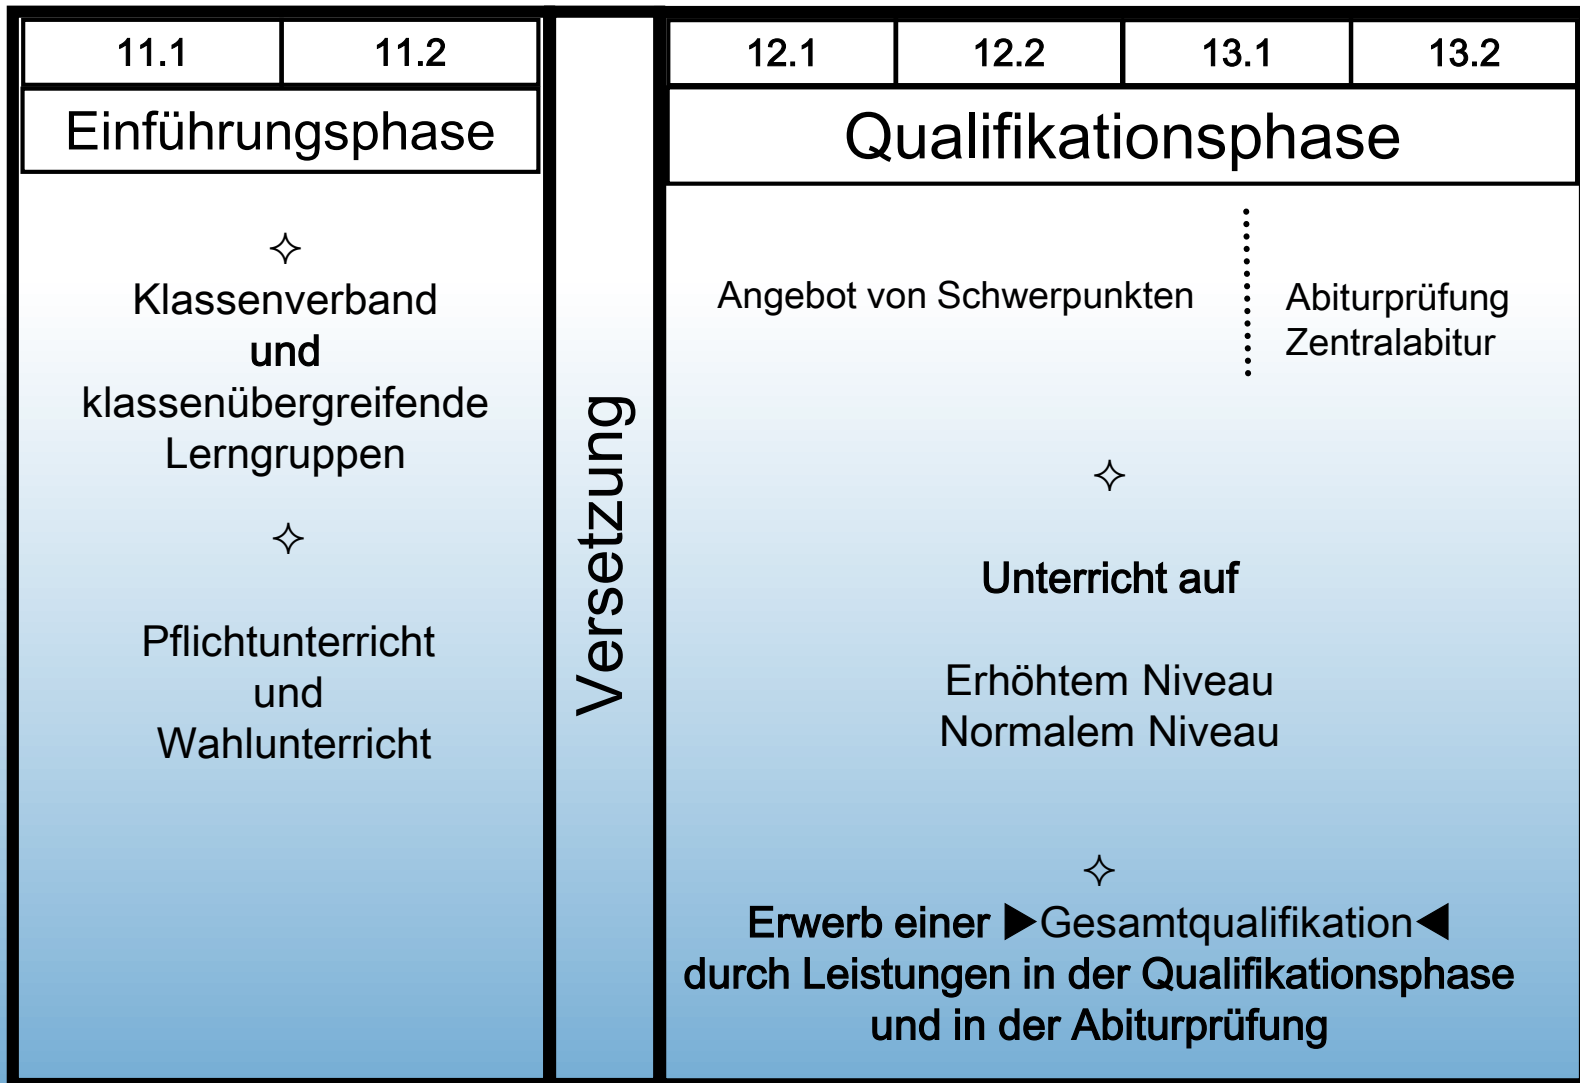 11.1 11.2
Einführungsphase
Klassenverband
und
klassenübergreifende
Lerngruppen
Pflichtunterricht
und
Wahlunterricht
Versetzung
12.1 12.2 13.1 13.2
Qualifikationsphase
Angebot von Schwerpunkten
Abiturprüfung
Zentralabitur
Unterricht auf
Erhöhtem Niveau
Normalem Niveau
Erwerb einer ▶Gesamtqualifikation◀
durch Leistungen in der Qualifikationsphase
und in der Abiturprüfung